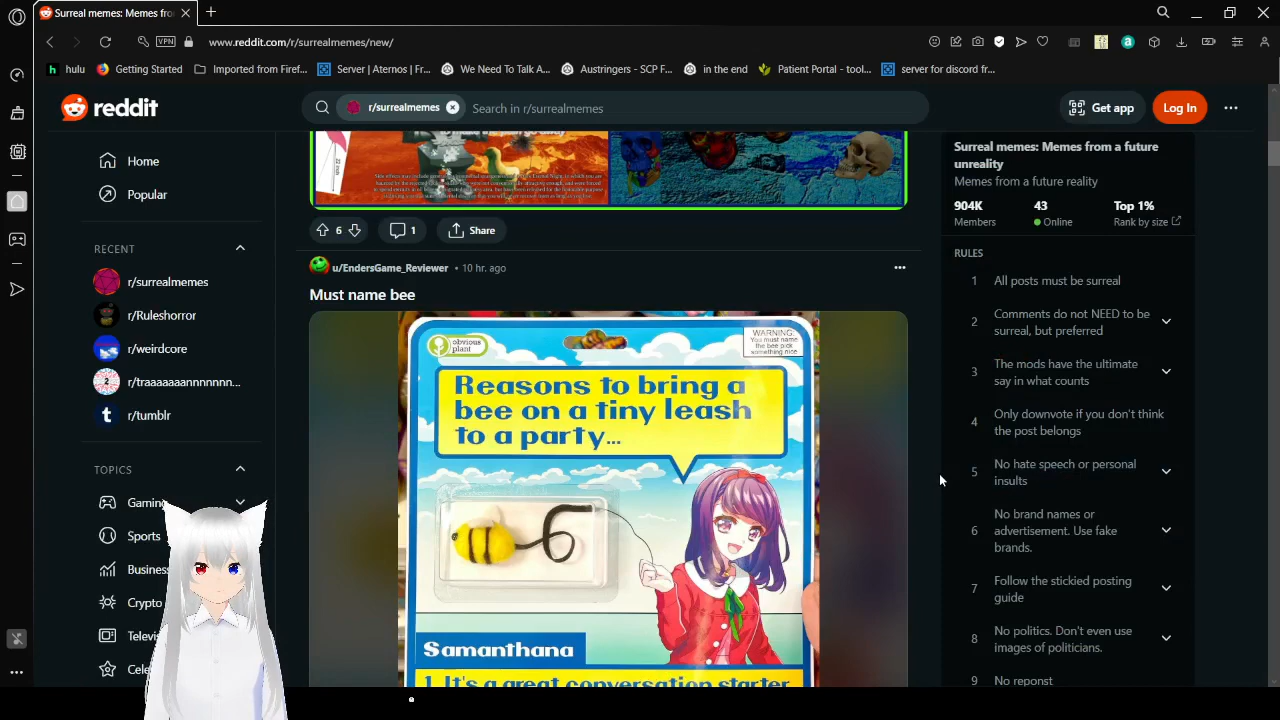 Surreal memes: Memes fro
VPN
www.reddit.com/r/surrealmemes/new/
hulu
Getting Started
Imported from Firef...
Server | Aternos | Fr...
We Need To Talk A...
Austringers - SCP F...
in the end
Patient Portal - tool...
server for discord fr...
reddit
r/surrealmemes
Search in r/surrealmemes
Get app
Log In
Home
Popular
RECENT
r/surrealmemes
r/Ruleshorror
r/weirdcore
r/traaaaaaannnnnn...
r/tumblr
TOPICS
Gaming
Sports
Busines
Crypto
Televis
Cele
6
1
Share
u/EndersGame_Reviewer • 10 hr. ago
Must name bee
obvious
plant
WARNING:
You must name
the bee pick
something nice
Reasons to bring a
bee on a tiny leash
to a party...
Samanthana
1. It's a great conversation starter
Surreal memes: Memes from a future
unreality
Memes from a future reality
904K
Members
43
Online
Top 1%
Rank by size
RULES
1 All posts must be surreal
2 Comments do not NEED to be
surreal, but preferred
3 The mods have the ultimate
say in what counts
4 Only downvote if you don't think
the post belongs
5 No hate speech or personal
insults
6 No brand names or
advertisement. Use fake
brands.
7 Follow the stickied posting
guide
8 No politics. Don't even use
images of politicians.
9 No reponst